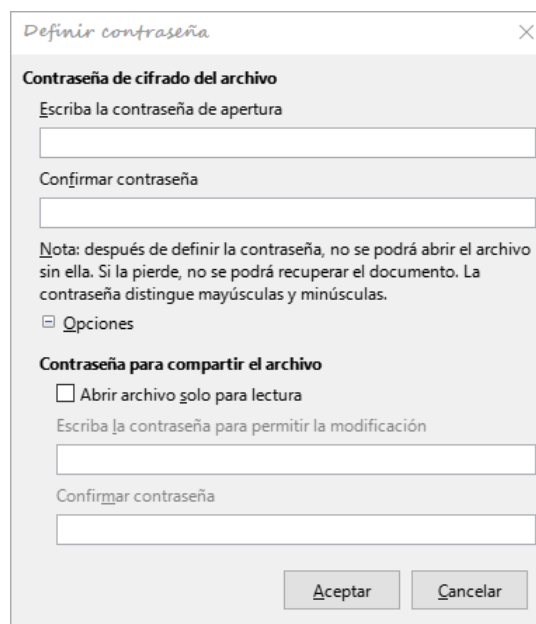 Definir contraseña
Contraseña de cifrado del archivo
Escriba la contraseña de apertura
Confirmar contraseña
Nota: después de definir la contraseña, no se podrá abrir el archivo
sin ella. Si la pierde, no se podrá recuperar el documento. La
contraseña distingue mayúsculas y minúsculas.
Opciones
Contraseña para compartir el archivo
Abrir archivo solo para lectura
Escriba la contraseña para permitir la modificación
Confirmar contraseña
Aceptar Cancelar